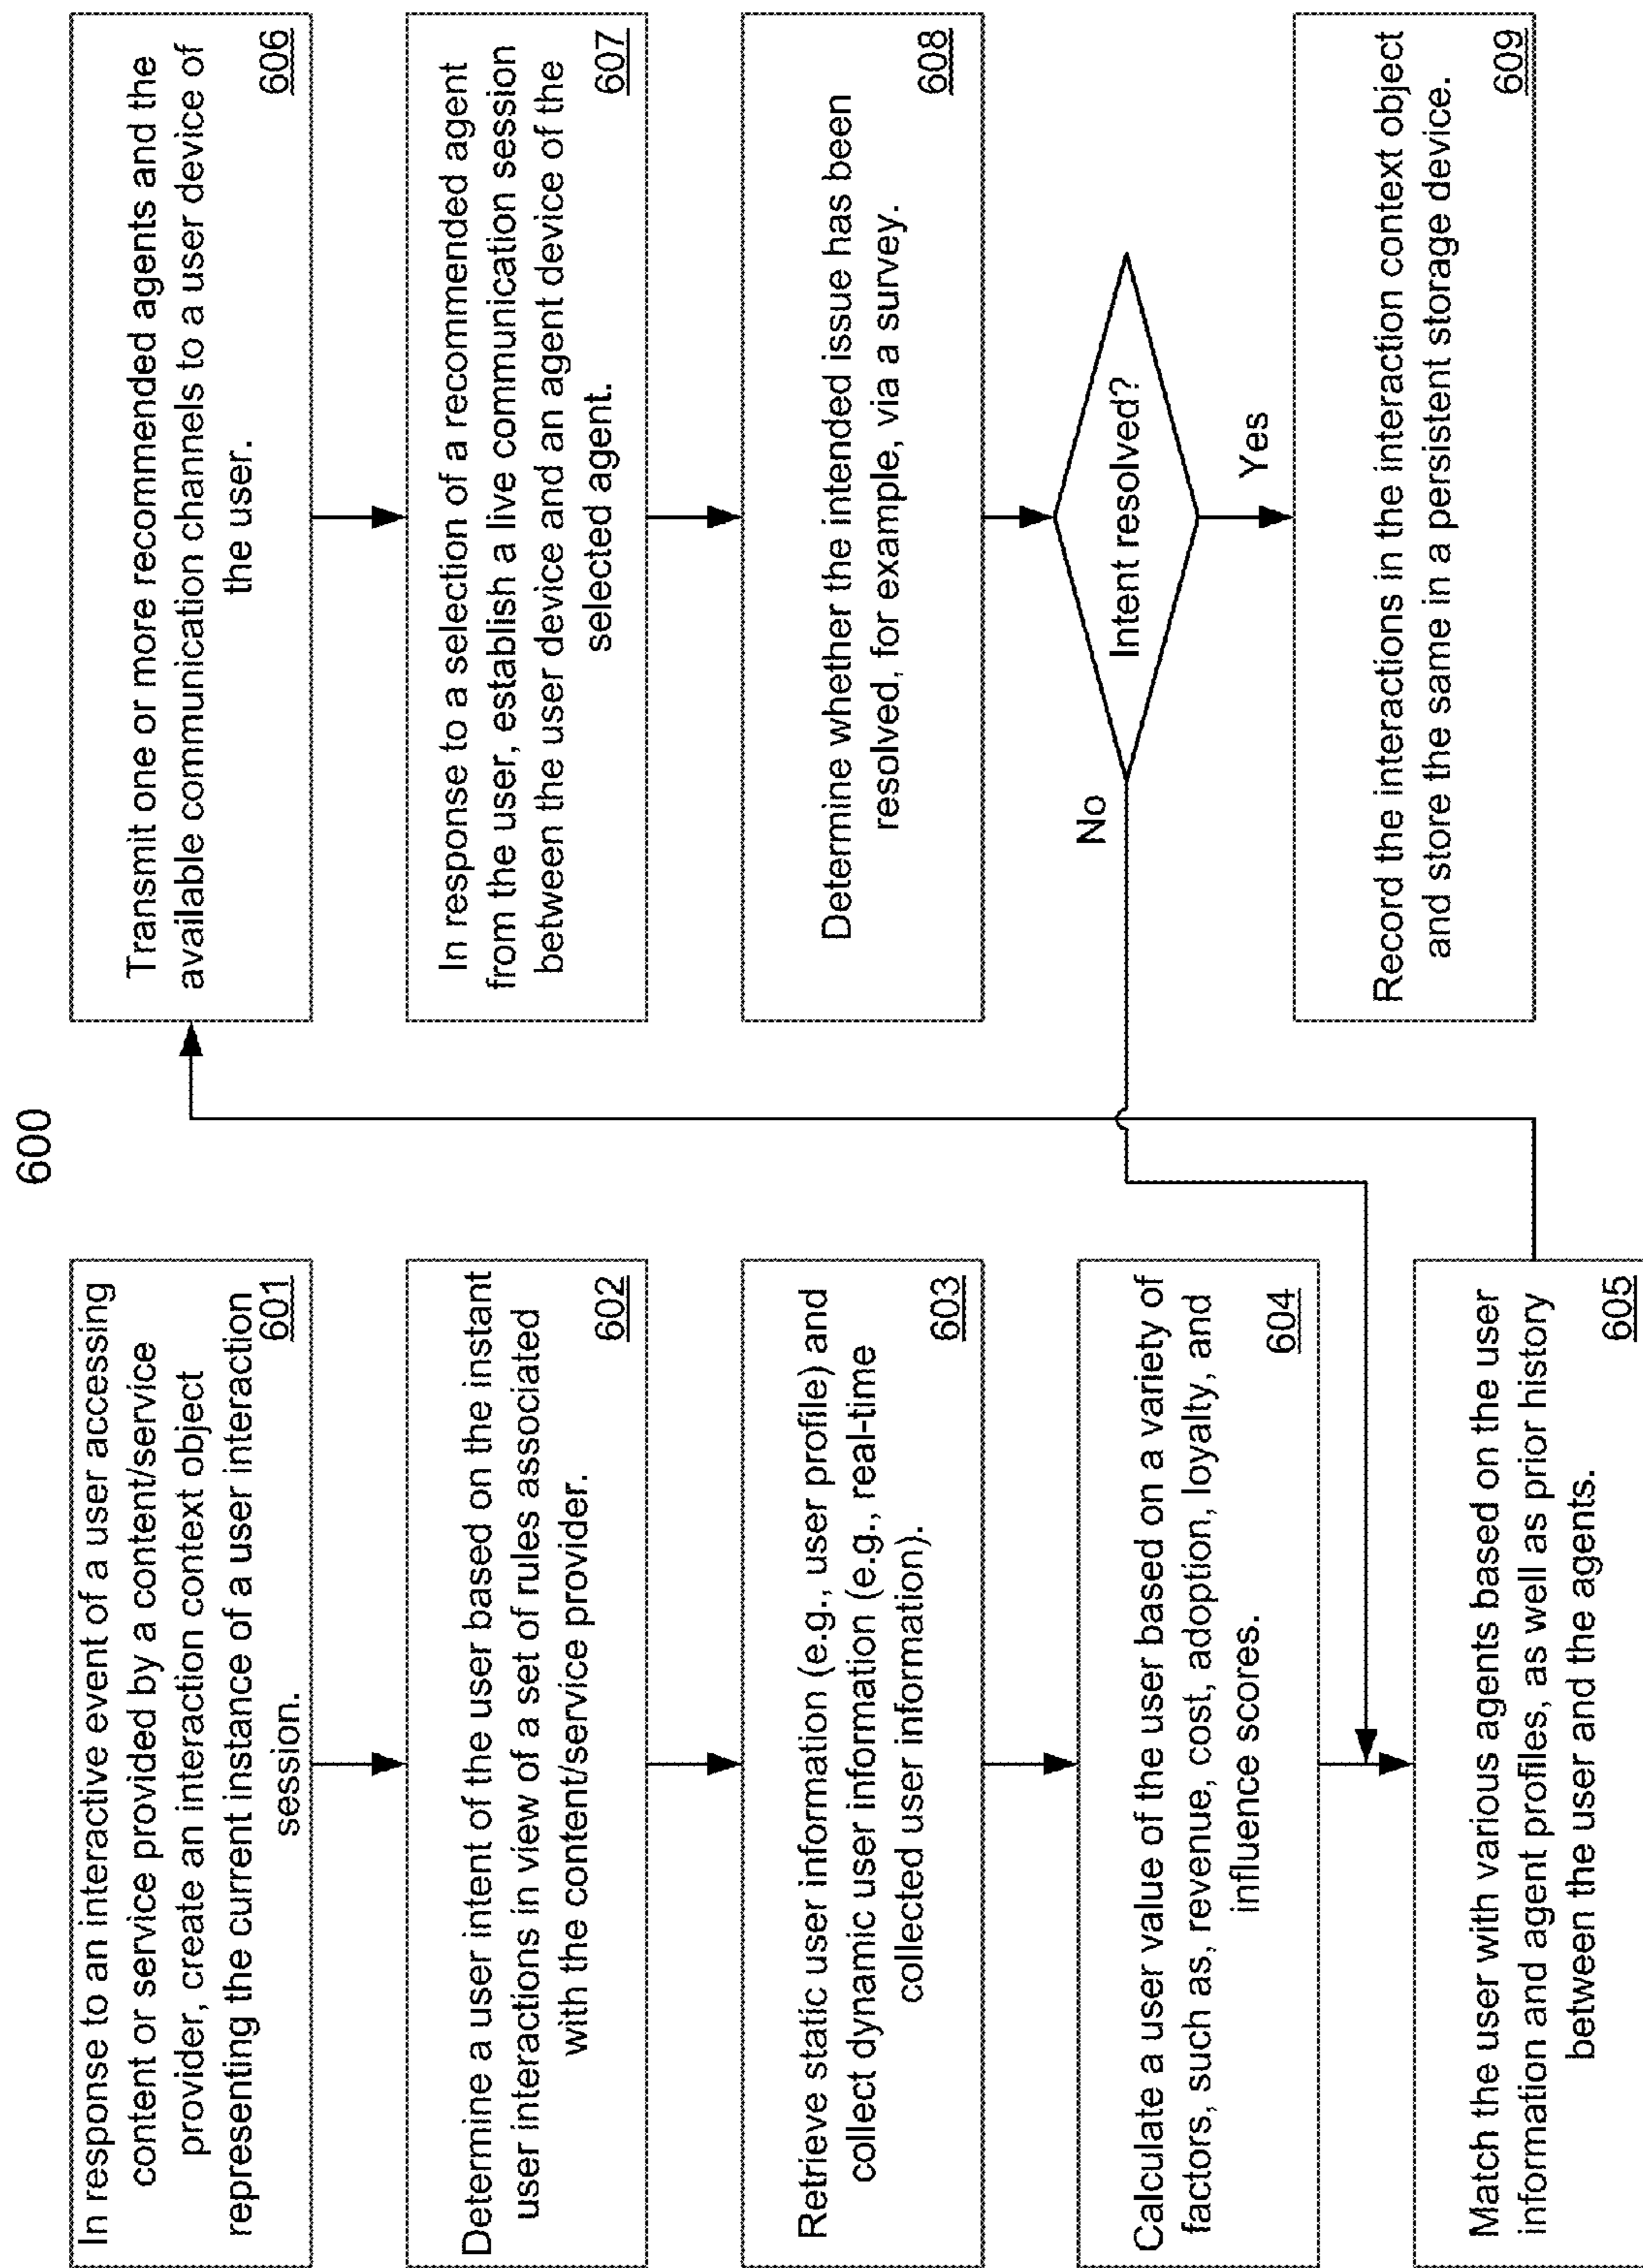 600
In response to an interactive event of a user accessing
content or service provided by a content/service
provider, create an interaction context object
representing the current instance of a user interaction
session.
601
Determine a user intent of the user based on the instant
user interactions in view of a set of rules associated
with the content/service provider.
602
Retrieve static user information (e.g., user profile) and
collect dynamic user information (e.g., real-time
collected user information).
603
Calculate a user value of the user based on a variety of
factors, such as, revenue, cost, adoption, loyalty, and
influence scores.
604
Match the user with various agents based on the user
information and agent profiles, as well as prior history
between the user and the agents.
605
Transmit one or more recommended agents and the
available communication channels to a user device of
the user.
606
In response to a selection of a recommended agent
from the user, establish a live communication session
between the user device and an agent device of the
selected agent.
607
Determine whether the intended issue has been
resolved, for example, via a survey.
608
Intent resolved?
No
Yes
Record the interactions in the interaction context object
and store the same in a persistent storage device.
609